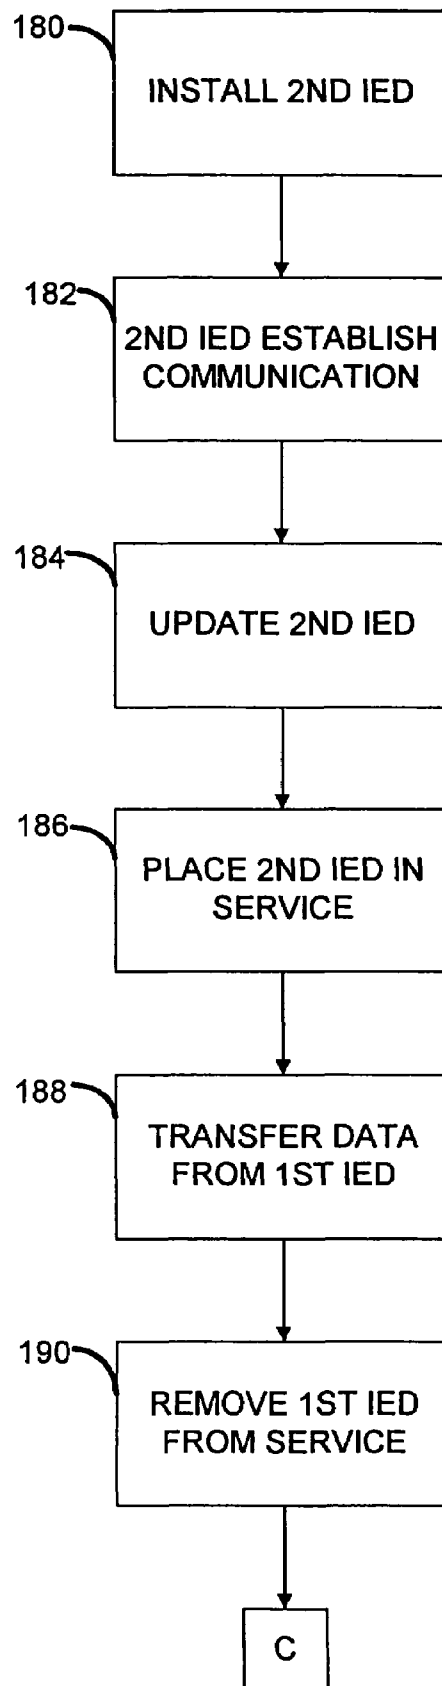 180
INSTALL 2ND IED
182
2ND IED ESTABLISH
COMMUNICATION
184
UPDATE 2ND IED
186
PLACE 2ND IED IN
SERVICE
188
TRANSFER DATA
FROM 1ST IED
190
REMOVE 1ST IED
FROM SERVICE
C